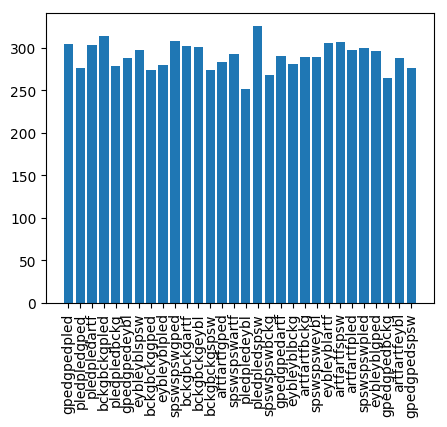 300
250
200
150
100
50
0
gpedgpedpled
pledpledgped
pledpledartf
bckgbckgpled
pledpledbckg
gpedgpedeybl
eybleyblspsw
bckgbckggped
eybleyblpled
spswspswgped
bckgbckgartf
bckgbckgeybl
bckgbckgspsw
artfartfgped
spswspswartf
pledpledeybl
pledpledspsw
spswspswbckg
gpedgpedartf
eybleyblbckg
artfartfbckg
spswspsweybl
eybleyblartf
artfartfspsw
artfartfpled
spswspswpled
eybleyblgped
gpedgpedbckg
artfartfeybl
gpedgpedspsw